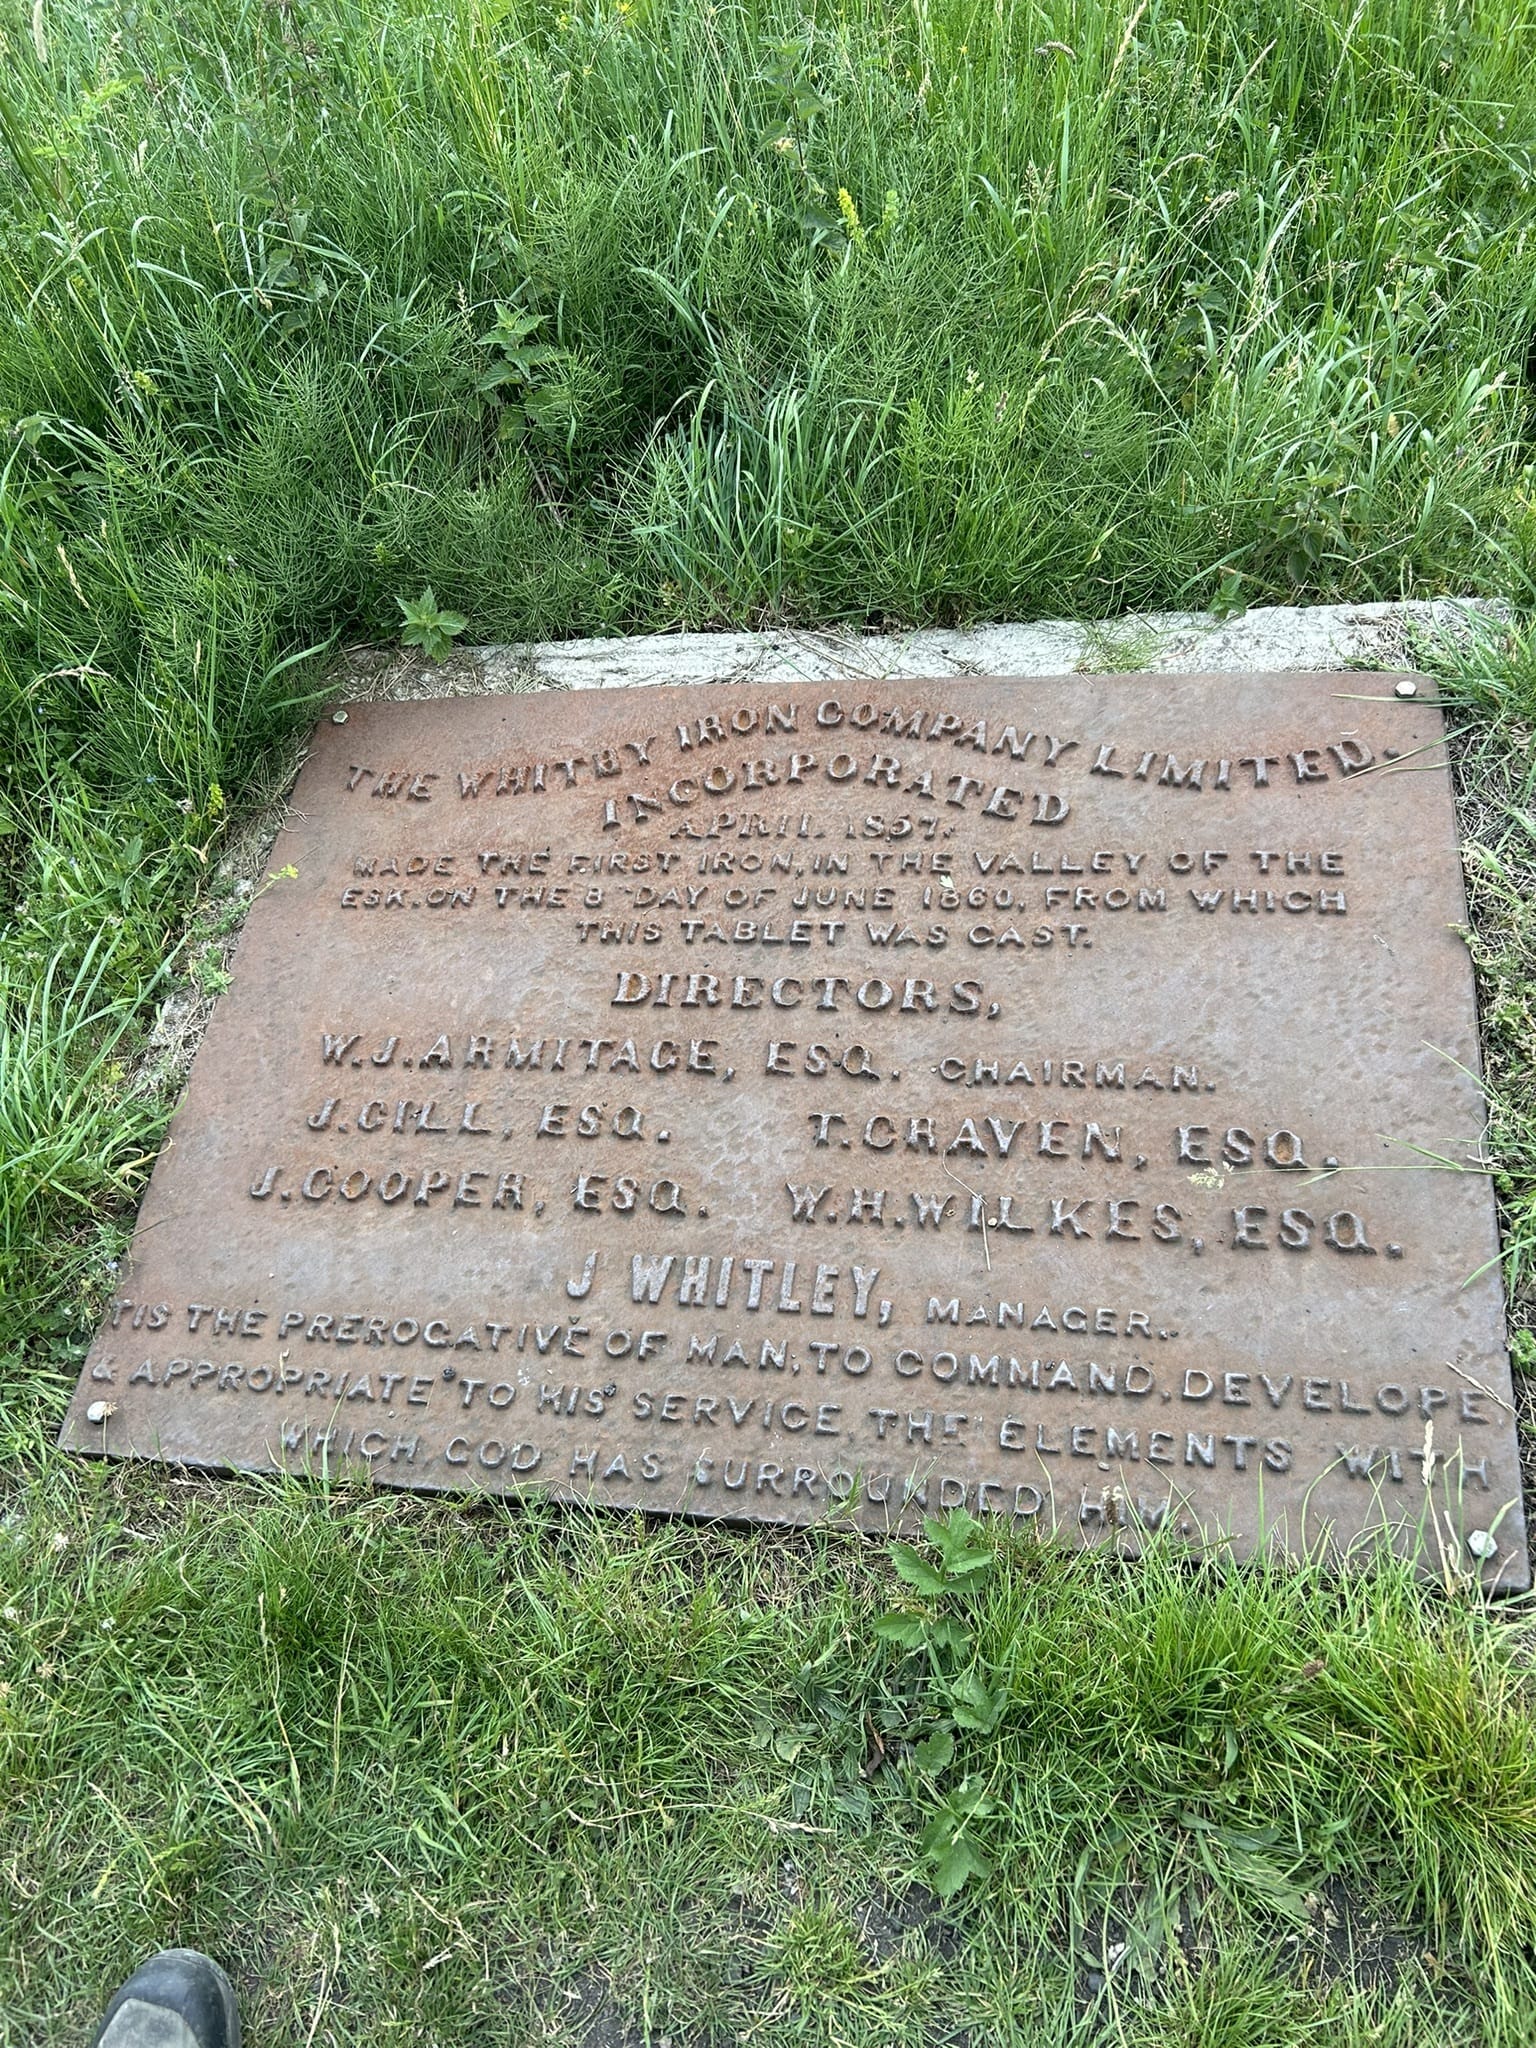 THE WHITBY IRON COMPANY LIMITED.
INCORPORATED
APRIL 1857.
MADE THE FIRST IRON, IN THE VALLEY OF THE
ESK. ON THE 8TH DAY OF JUNE 1860, FROM WHICH
THIS TABLET WAS CAST.
DIRECTORS,
W.J. ARMITAGE, ESQ. CHAIRMAN.
J. GILL, ESQ. T. CRAVEN, ESQ.
J. COOPER, ESQ. W.H. WILKES, ESQ.
J WHITLEY, MANAGER.
'TIS THE PREROGATIVE OF MAN, TO COMMAND, DEVELOPE,
& APPROPRIATE TO HIS SERVICE, THE ELEMENTS WITH
WHICH GOD HAS SURROUNDED HIM.